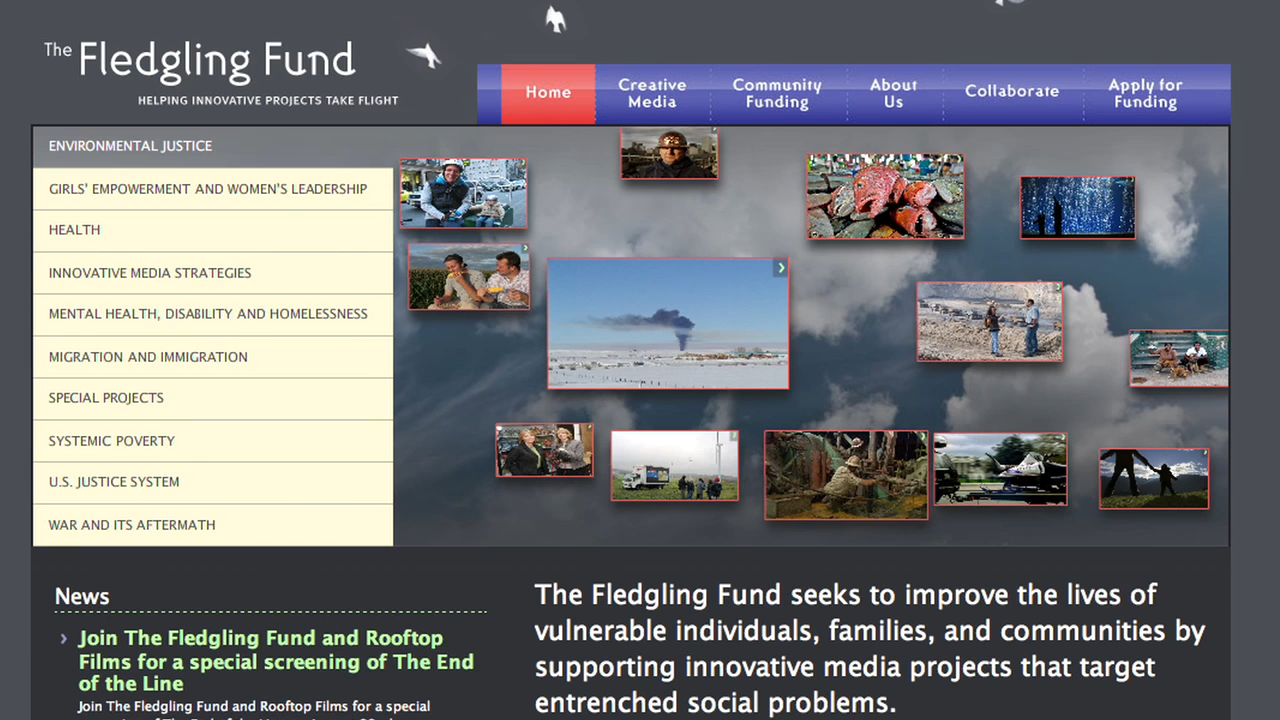 The Fledgling Fund
HELPING INNOVATIVE PROJECTS TAKE FLIGHT
Home
Creative
Media
Community
Funding
About
Us
Collaborate
Apply for
Funding
ENVIRONMENTAL JUSTICE
GIRLS' EMPOWERMENT AND WOMEN'S LEADERSHIP
HEALTH
INNOVATIVE MEDIA STRATEGIES
MENTAL HEALTH, DISABILITY AND HOMELESSNESS
MIGRATION AND IMMIGRATION
SPECIAL PROJECTS
SYSTEMIC POVERTY
U.S. JUSTICE SYSTEM
WAR AND ITS AFTERMATH
News
Join The Fledgling Fund and Rooftop
Films for a special screening of The End
of the Line
Join The Fledgling Fund and Rooftop Films for a special
The Fledgling Fund seeks to improve the lives of
vulnerable individuals, families, and communities by
supporting innovative media projects that target
entrenched social problems.